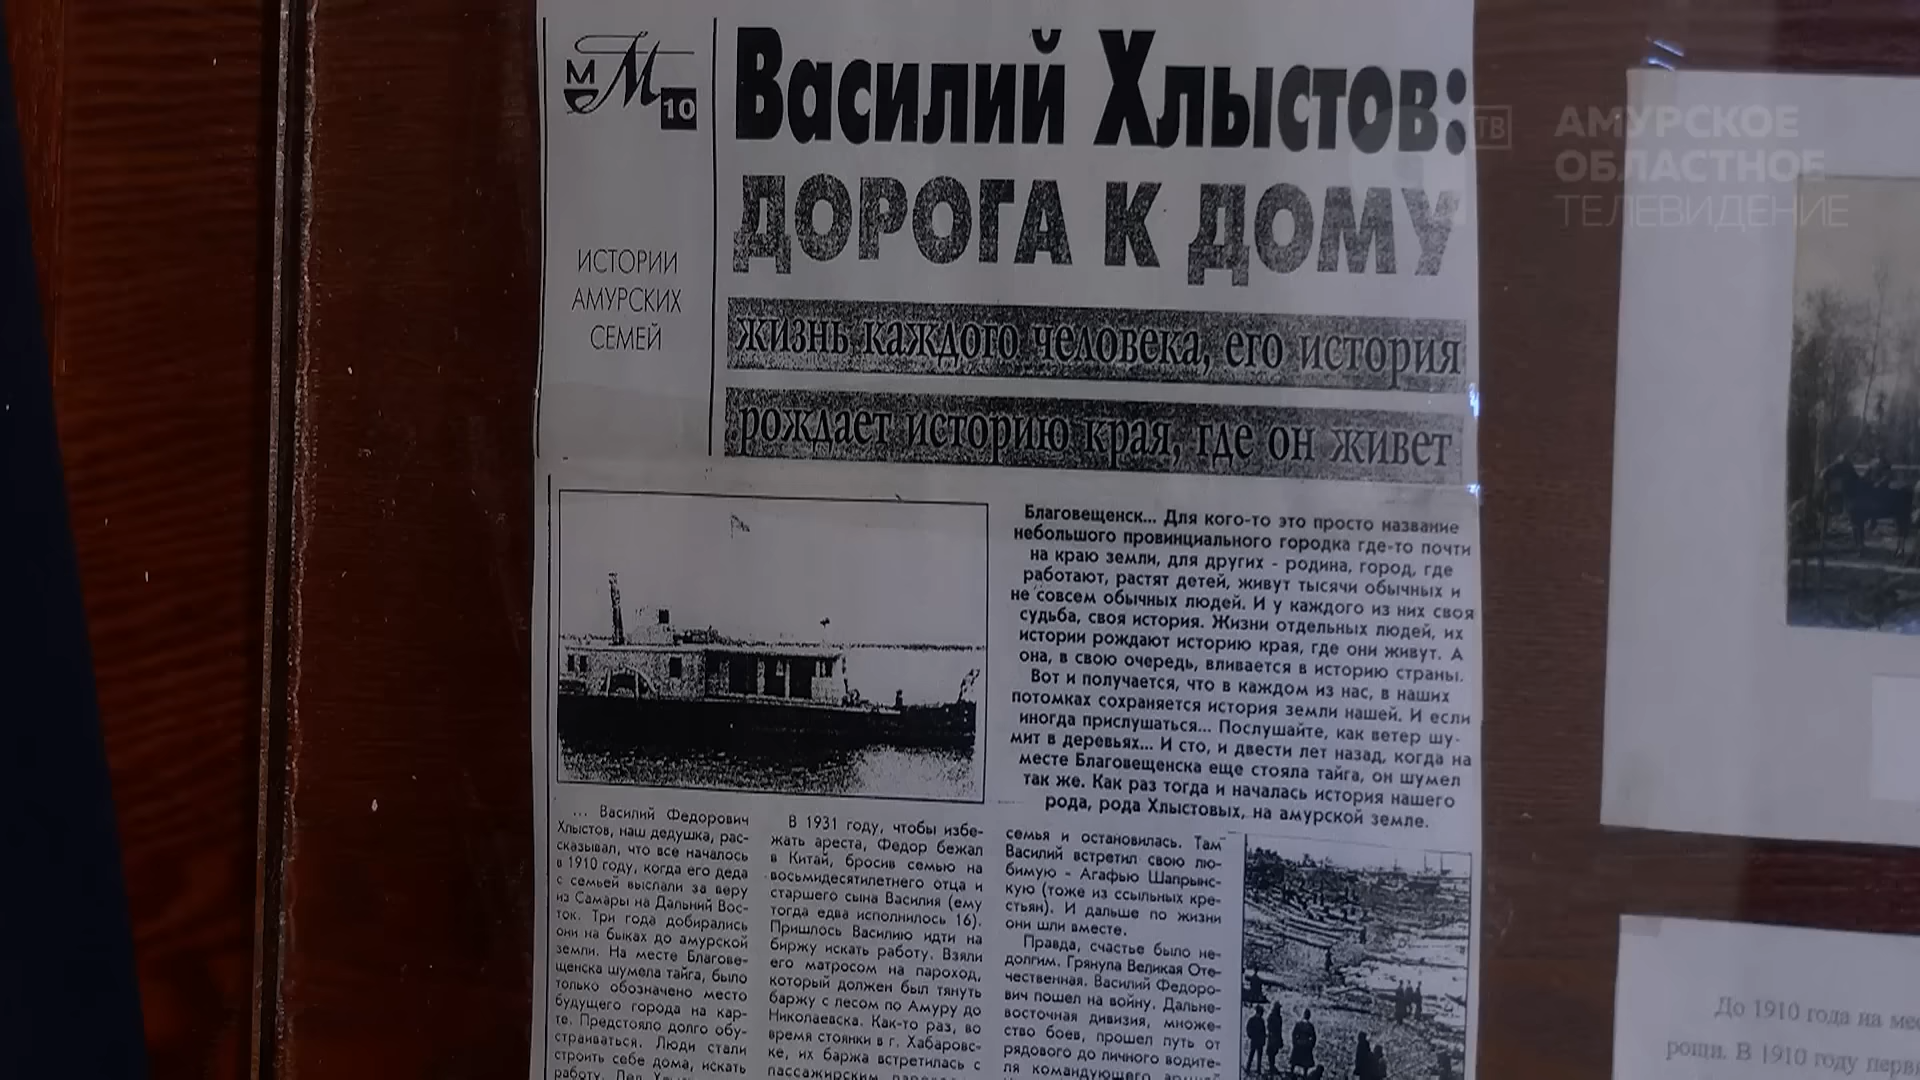 М М
10
ИСТОРИИ
АМУРСКИХ
СЕМЕЙ
Василий Хлыстов:
ДОРОГА К ДОМУ
жизнь каждого человека, его история
рождает историю края, где он живет
Благовещенск... Для кого-то это просто название
небольшого провинциального городка где-то почти
на краю земли, для других - родина, город, где
работают, растят детей, живут тысячи обычных и
не совсем обычных людей. И у каждого из них своя
судьба, своя история. Жизни отдельных людей, их
истории рождают историю края, где они живут. А
она, в свою очередь, вливается в историю страны.
Вот и получается, что в каждом из нас, в наших
потомках сохраняется история земли нашей. И если
иногда прислушаться... Послушайте, как ветер шу-
мит в деревьях... И сто, и двести лет назад, когда на
месте Благовещенска еще стояла тайга, он шумел
так же. Как раз тогда и началась история нашего
рода, рода Хлыстовых, на амурской земле.
... Василий Федорович
Хлыстов, наш дедушка, рас-
сказывал, что все началось
в 1910 году, когда его деда
с семьей выслали за веру
из Самары на Дальний Вос-
ток. Три года добирались
они на быках до амурской
земли. На месте Благове-
щенска шумела тайга, было
только обозначено место
будущего города на кар-
те. Предстояло долго обу-
страиваться. Люди стали
строить себе дома, искать
работу. Дед
В 1931 году, чтобы избе-
жать ареста, Федор бежал
в Китай, бросив семью на
восьмидесятилетнего отца и
старшего сына Василия (ему
тогда едва исполнилось 16).
Пришлось Василию идти на
биржу искать работу. Взяли
его матросом на пароход,
который должен был тянуть
баржу с лесом по Амуру до
Николаевска. Как-то раз, во
время стоянки в г. Хабаровс-
ке, их баржа встретилась с
пассажирским
семья и остановилась. Там
Василий встретил свою лю-
бимую - Агафью Шапрынс-
кую (тоже из ссыльных кре-
стьян). И дальше по жизни
они шли вместе.
Правда, счастье было не-
долгим. Грянула Великая Оте-
чественная. Василий Федоро-
вич пошел на войну. Дальне-
восточная дивизия, множе-
ство боев, прошел путь от
рядового до личного водите-
ля командующего
ТВ
АМУРСКОЕ
ОБЛАСТНОЕ
ТЕЛЕВИДЕНИЕ
До 1910 года на
рощи. В 1910 году